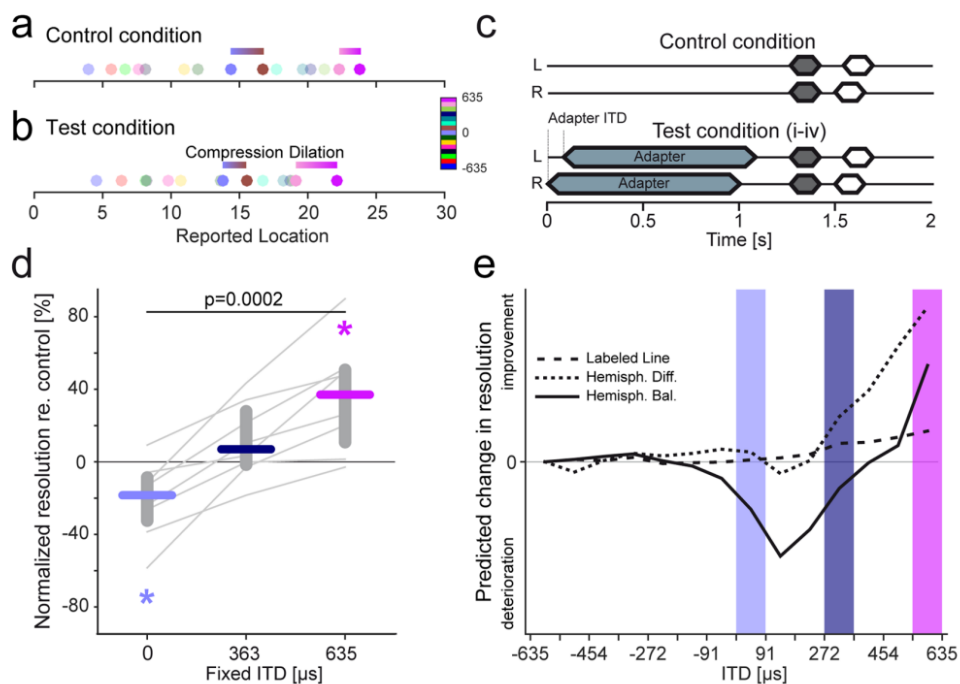 a
Control condition
b
Test condition
Compression Dilation
635
0
-635
0 5 10 15 20 25 30
Reported Location
c
Control condition
L
R
Adapter ITD
Test condition (i-iv)
L
Adapter
R
Adapter
0 0.5 1 1.5 2
Time [s]
d
Normalized resolution re. control [%]
80
40
0
-40
-80
p=0.0002
*
*
0 363 635
Fixed ITD [µs]
e
Predicted change in resolution
improvement
0
deterioration
Labeled Line
Hemisph. Diff.
Hemisph. Bal.
-635 -454 -272 -91 91 272 454 635
ITD [µs]